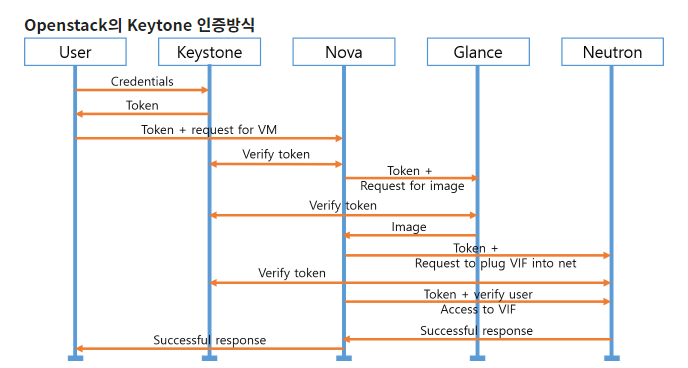 Openstack의 Keytone 인증방식
User
Keystone
Nova
Glance
Neutron
Credentials
Token
Token + request for VM
Verify token
Token +
Request for image
Verify token
Image
Token +
Request to plug VIF into net
Verify token
Token + verify user
Access to VIF
Successful response
Successful response